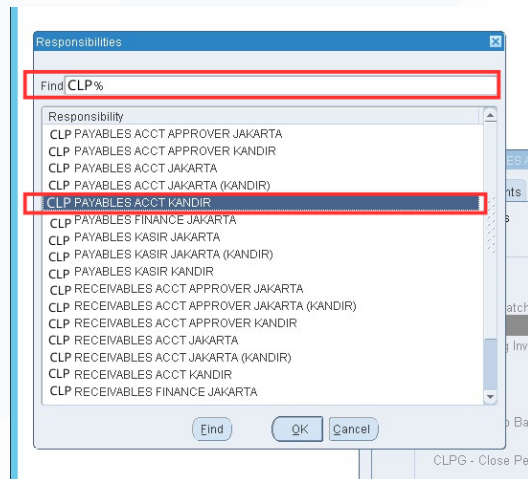 Responsibilities
Find CLP%
Responsibility
CLP PAYABLES ACCT APPROVER JAKARTA
CLP PAYABLES ACCT APPROVER KANDIR
CLP PAYABLES ACCT JAKARTA
CLP PAYABLES ACCT JAKARTA (KANDIR)
CLP PAYABLES ACCT KANDIR
CLP PAYABLES FINANCE JAKARTA
CLP PAYABLES KASIR JAKARTA
CLP PAYABLES KASIR JAKARTA (KANDIR)
CLP PAYABLES KASIR KANDIR
CLP RECEIVABLES ACCT APPROVER JAKARTA
CLP RECEIVABLES ACCT APPROVER JAKARTA (KANDIR)
CLP RECEIVABLES ACCT APPROVER KANDIR
CLP RECEIVABLES ACCT JAKARTA
CLP RECEIVABLES ACCT JAKARTA (KANDIR)
CLP RECEIVABLES ACCT KANDIR
CLP RECEIVABLES FINANCE JAKARTA
Find OK Cancel
CLPG - Close Pe